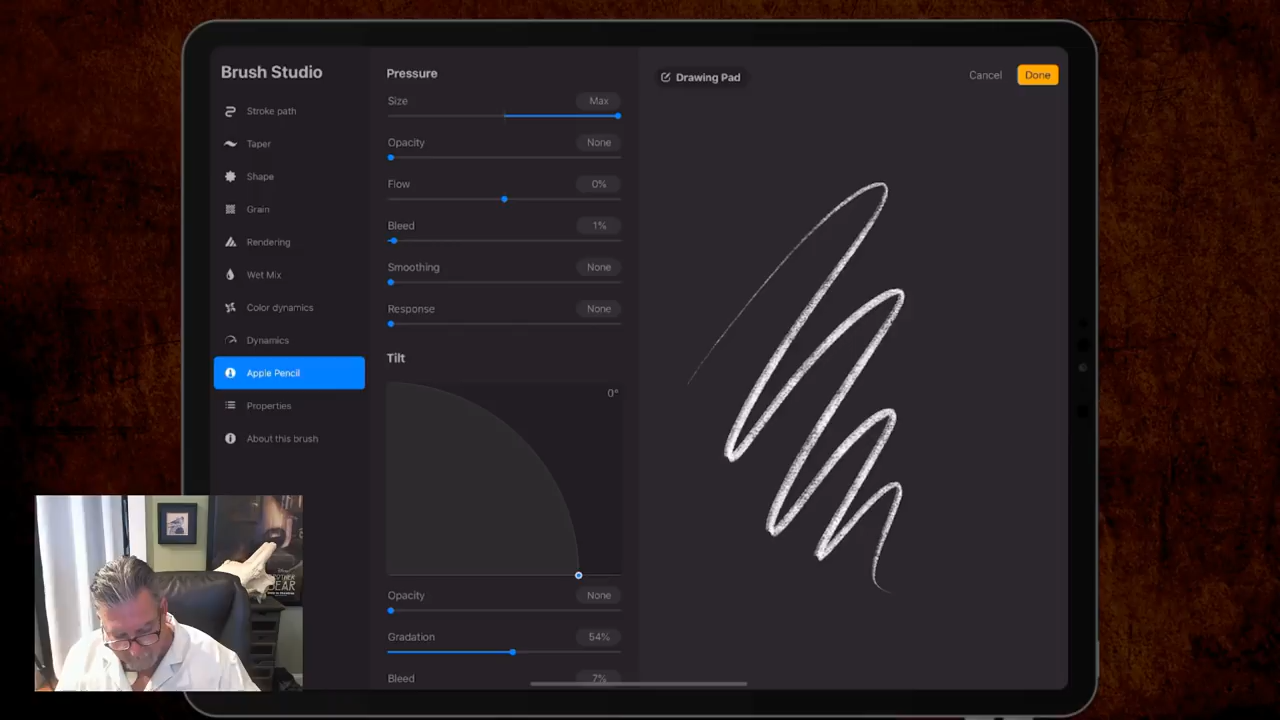 Brush Studio
Stroke path
Taper
Shape
Grain
Rendering
Wet Mix
Color dynamics
Dynamics
Apple Pencil
Properties
About this brush
Pressure
Size Max
Opacity None
Flow 0%
Bleed 1%
Smoothing None
Response None
Tilt
0°
Opacity None
Gradation 54%
Bleed 7%
Drawing Pad
Cancel
Done
BEAR